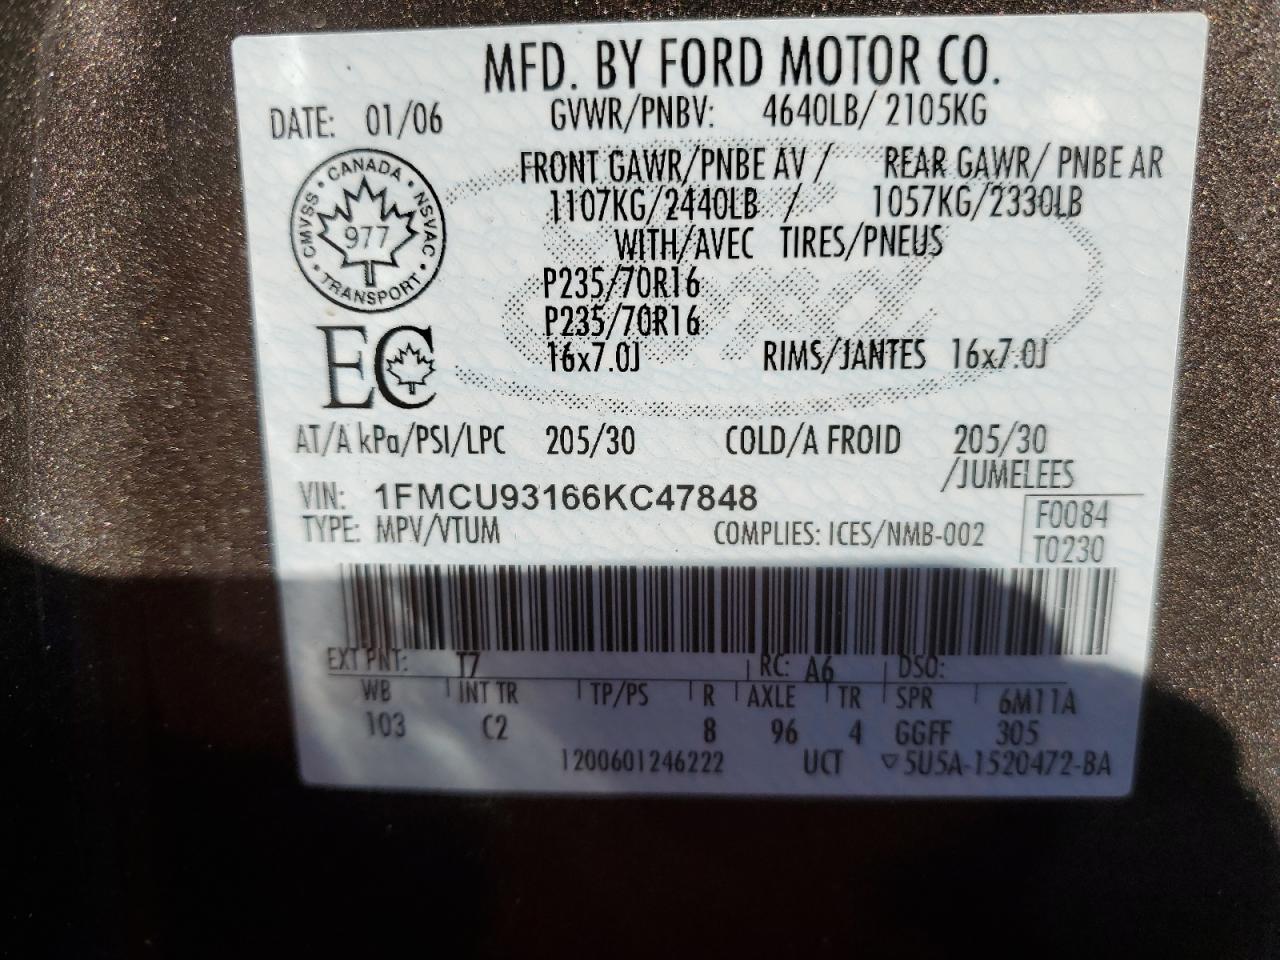 MFD. BY FORD MOTOR CO.
DATE: 01/06 GVWR/PNBV: 4640LB/ 2105KG
FRONT GAWR/PNBE AV / REAR GAWR/ PNBE AR
1107KG/2440LB / 1057KG/2330LB
WITH/AVEC TIRES/PNEUS
P235/70R16
P235/70R16
16x7.0J RIMS/JANTES 16x7.0J
CANADA • NSVAC • TRANSPORT • CMVSS •
977
EC
AT/A kPa/PSI/LPC 205/30 COLD/A FROID 205/30
/JUMELEES
VIN: 1FMCU93166KC47848
TYPE: MPV/VTUM COMPLIES: ICES/NMB-002
F0084
T0230
EXT PNT: T7 RC: A6 DSO:
WB INT TR TP/PS R AXLE TR SPR 6M11A
103 C2 8 96 4 GGFF 305
1200601246222 UCT ▽5U5A-1520472-BA